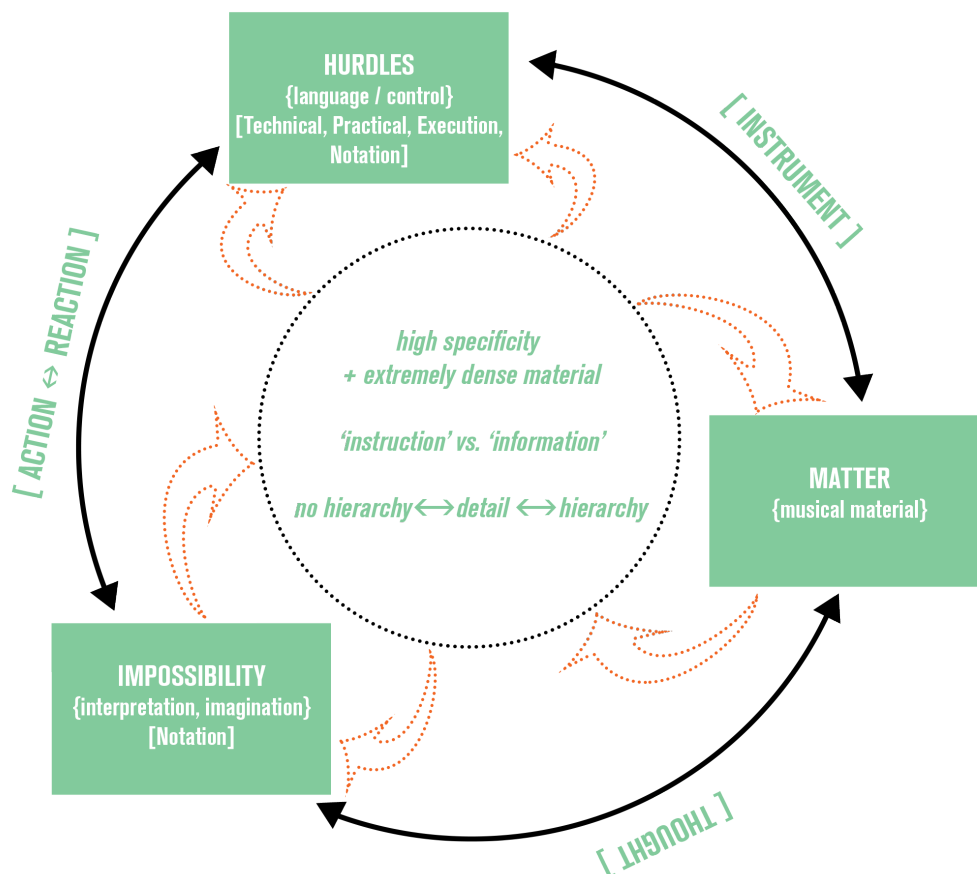 HURDLES
{language / control}
[Technical, Practical, Execution,
Notation]
[ INSTRUMENT ]
[ ACTION ↔ REACTION ]
high specificity
+ extremely dense material
‘instruction’ vs. ‘information’
no hierarchy⟷detail ⟷hierarchy
MATTER
{musical material}
IMPOSSIBILITY
{interpretation, imagination}
[Notation]
[ THOUGHT ]